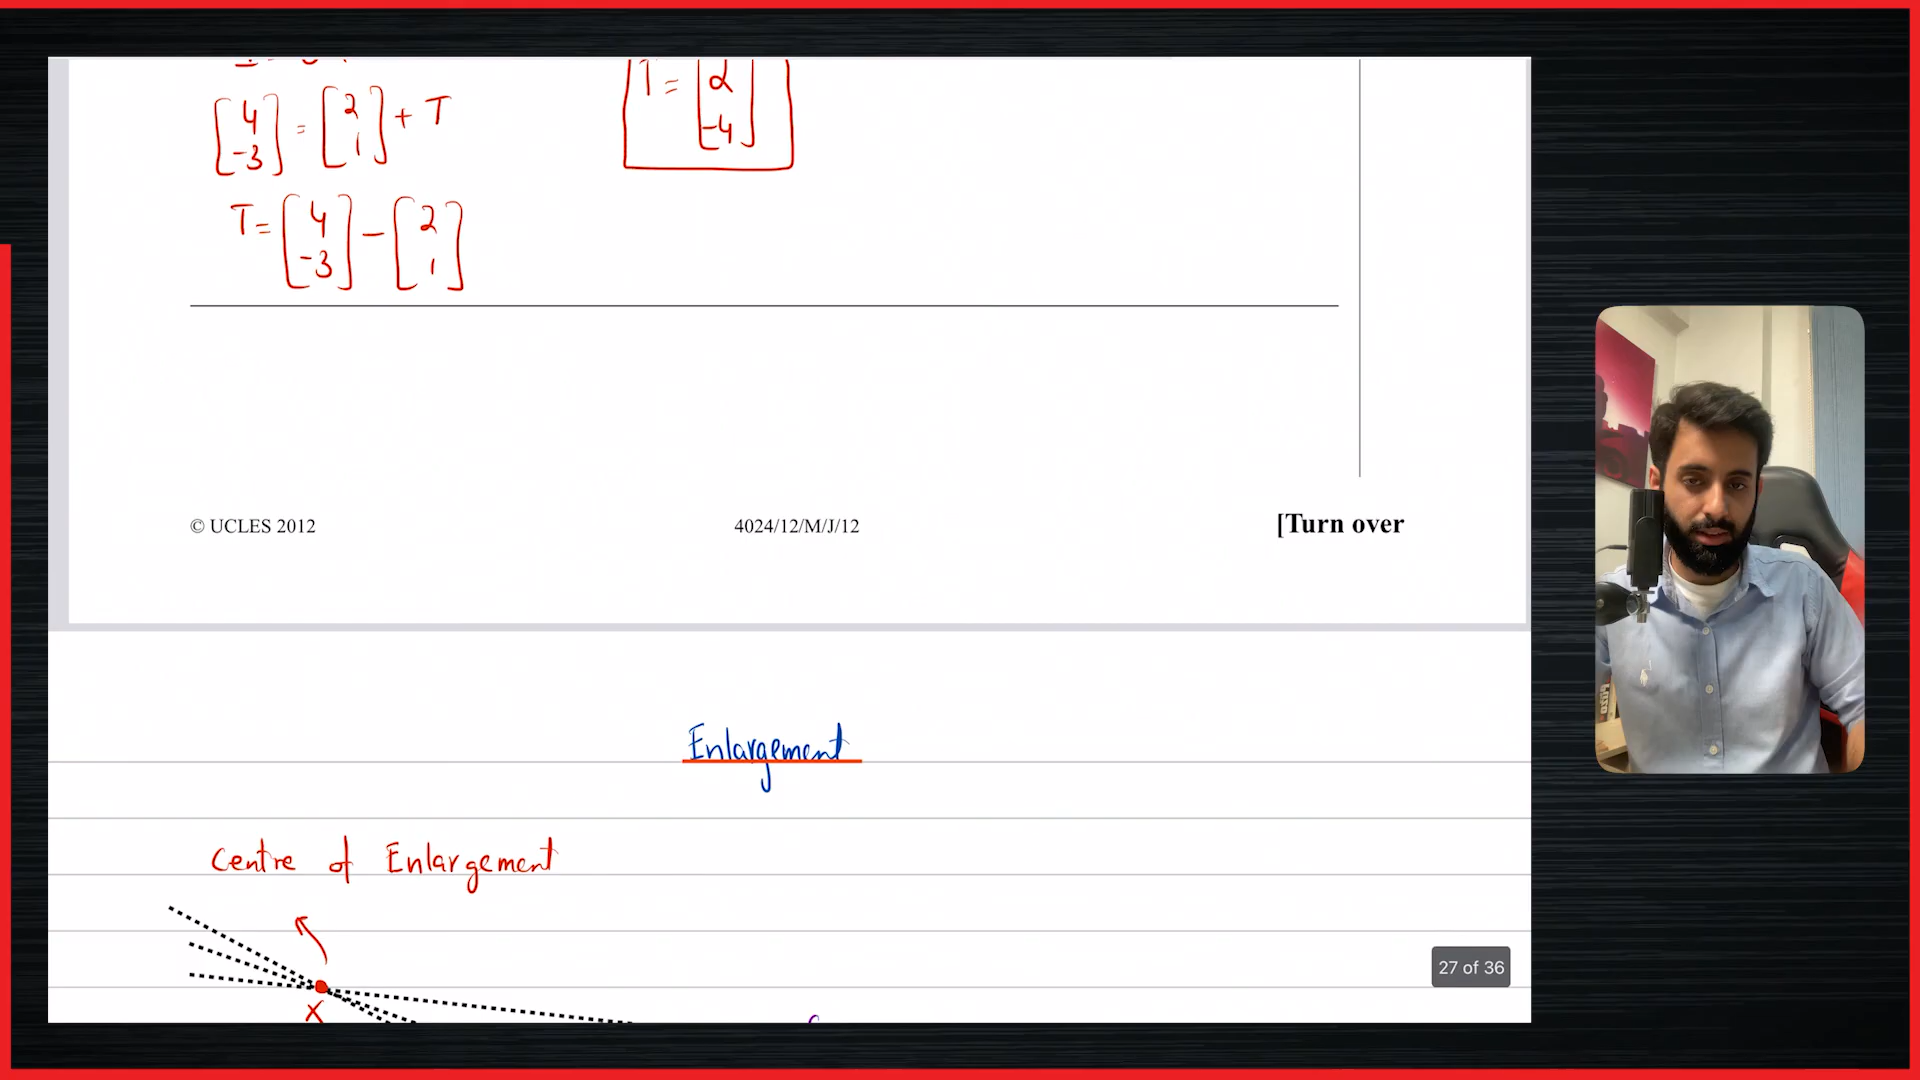 [4 -3] = [2 1] + T
T = [2 -4]
T = [4 -3] - [2 1]
© UCLES 2012
4024/12/M/J/12
[Turn over
Enlargement
Centre of Enlargement
X
27 of 36